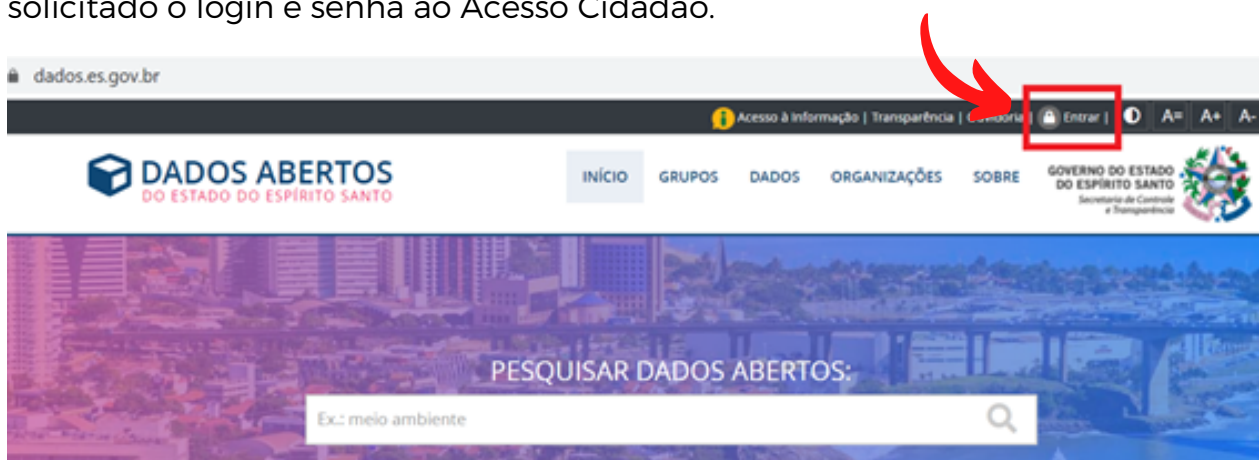 solicitado o login e senha ao Acesso Cidadão.
dados.es.gov.br
Acesso à Informação | Transparência | Ouvidoria | Entrar | A= A+ A-
DADOS ABERTOS
DO ESTADO DO ESPÍRITO SANTO
INÍCIO GRUPOS DADOS ORGANIZAÇÕES SOBRE
GOVERNO DO ESTADO
DO ESPÍRITO SANTO
Secretaria de Controle
e Transparência
PESQUISAR DADOS ABERTOS:
Ex.: meio ambiente